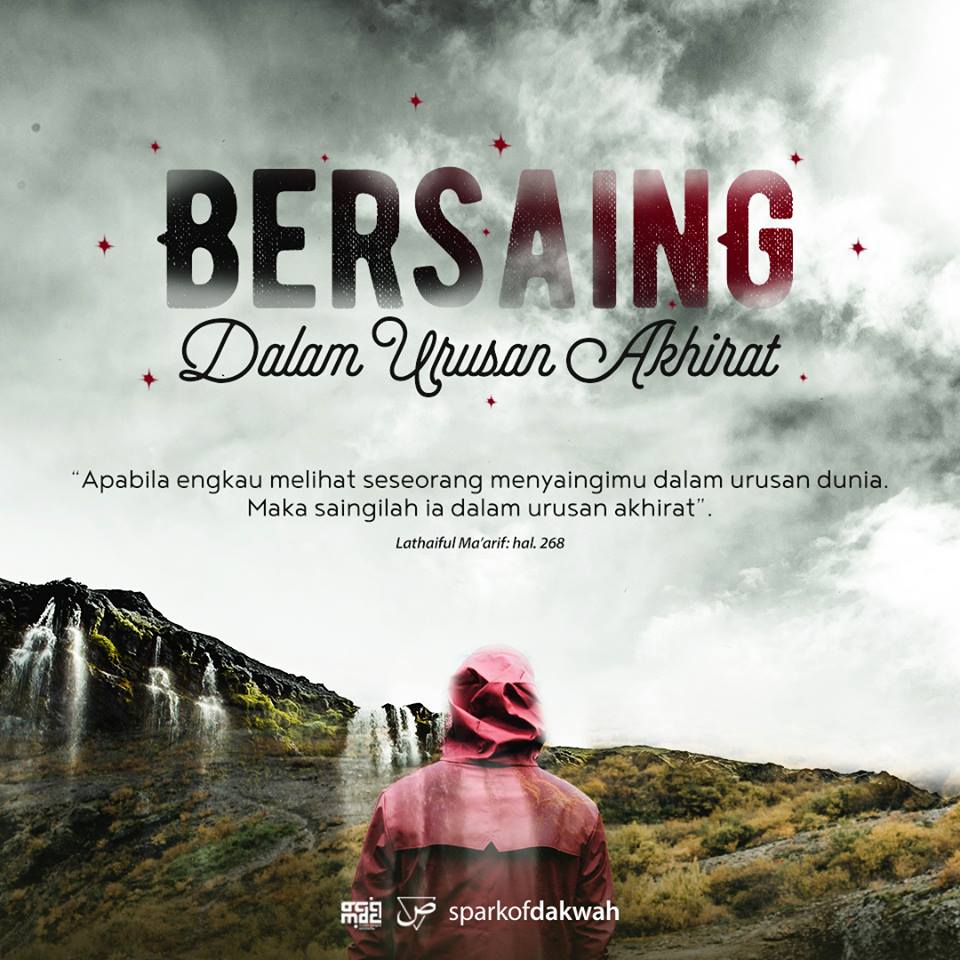 BERSAING
Dalam Urusan Akhirat
“Apabila engkau melihat seseorang menyaingimu dalam urusan dunia.
Maka saingilah ia dalam urusan akhirat”.
Lathaiful Ma'arif: hal. 268
sparkofdakwah